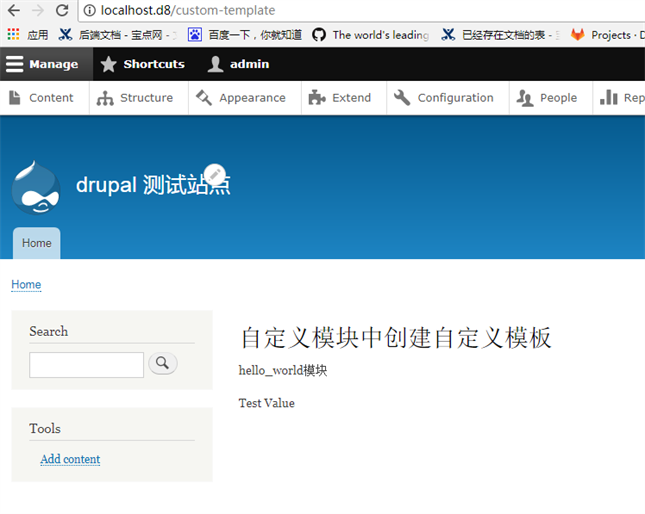 localhost.d8/custom-template
应用 后端文档 - 宝点网 - 百度一下，你就知道 The world's leading 已经存在文档的表 - Projects · D
Manage Shortcuts admin
Content Structure Appearance Extend Configuration People Rep
drupal 测试站点
Home
Home
Search
自定义模块中创建自定义模板
hello_world模块
Test Value
Tools
Add content